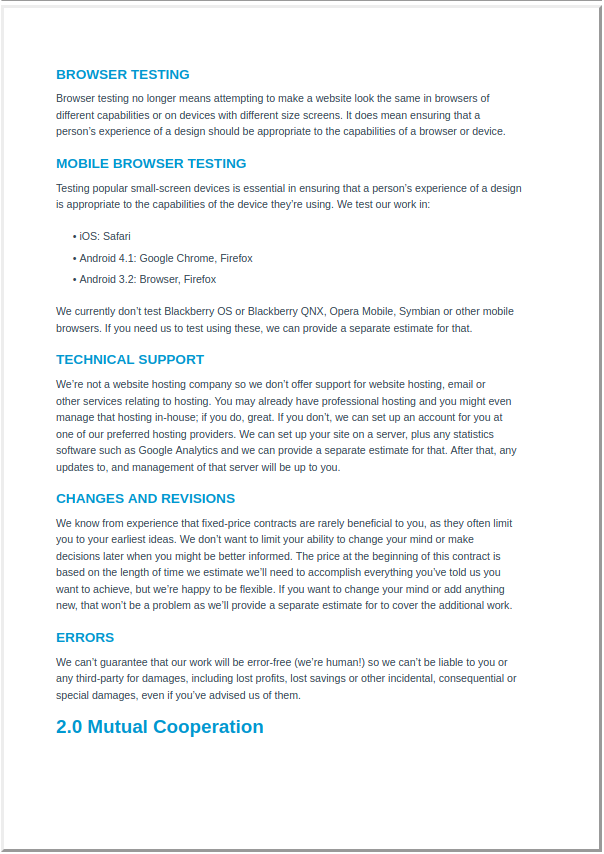 BROWSER TESTING
Browser testing no longer means attempting to make a website look the same in browsers of
different capabilities or on devices with different size screens. It does mean ensuring that a
person’s experience of a design should be appropriate to the capabilities of a browser or device.
MOBILE BROWSER TESTING
Testing popular small-screen devices is essential in ensuring that a person’s experience of a design
is appropriate to the capabilities of the device they’re using. We test our work in:
• iOS: Safari
• Android 4.1: Google Chrome, Firefox
• Android 3.2: Browser, Firefox
We currently don’t test Blackberry OS or Blackberry QNX, Opera Mobile, Symbian or other mobile
browsers. If you need us to test using these, we can provide a separate estimate for that.
TECHNICAL SUPPORT
We’re not a website hosting company so we don’t offer support for website hosting, email or
other services relating to hosting. You may already have professional hosting and you might even
manage that hosting in-house; if you do, great. If you don’t, we can set up an account for you at
one of our preferred hosting providers. We can set up your site on a server, plus any statistics
software such as Google Analytics and we can provide a separate estimate for that. After that, any
updates to, and management of that server will be up to you.
CHANGES AND REVISIONS
We know from experience that fixed-price contracts are rarely beneficial to you, as they often limit
you to your earliest ideas. We don’t want to limit your ability to change your mind or make
decisions later when you might be better informed. The price at the beginning of this contract is
based on the length of time we estimate we’ll need to accomplish everything you’ve told us you
want to achieve, but we’re happy to be flexible. If you want to change your mind or add anything
new, that won’t be a problem as we’ll provide a separate estimate for to cover the additional work.
ERRORS
We can’t guarantee that our work will be error-free (we’re human!) so we can’t be liable to you or
any third-party for damages, including lost profits, lost savings or other incidental, consequential or
special damages, even if you’ve advised us of them.
2.0 Mutual Cooperation